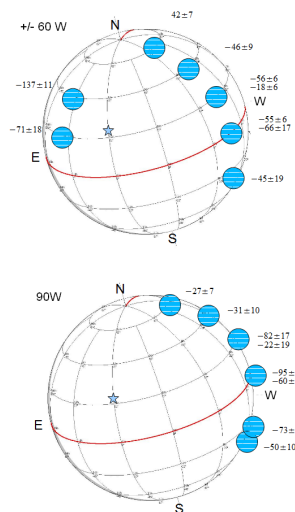 +/- 60 W
N
42±7
−46±9
−56±6
−18±6
W
−55±6
−66±17
−45±19
−137±11
−71±18
E
S
90W
N
−27±7
−31±10
−82±17
−22±19
−95±
−60±
W
−73±
−50±10
E
S